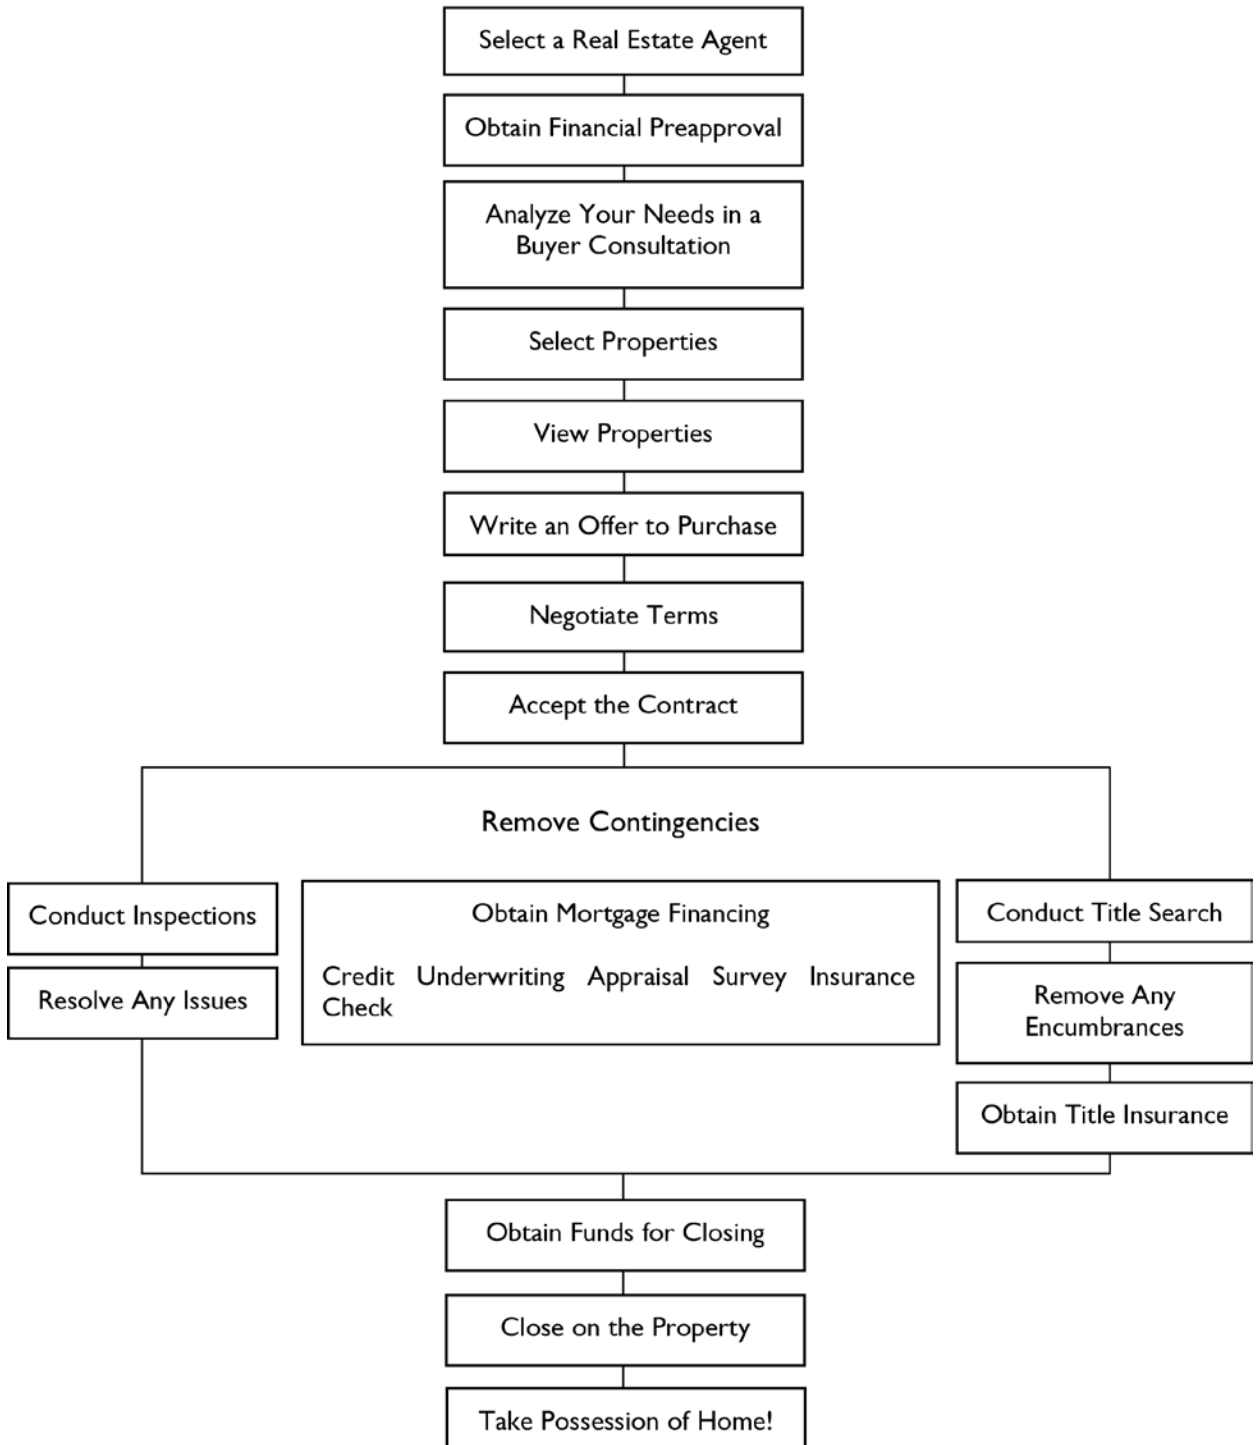 Select a Real Estate Agent
Obtain Financial Preapproval
Analyze Your Needs in a
Buyer Consultation
Select Properties
View Properties
Write an Offer to Purchase
Negotiate Terms
Accept the Contract
Remove Contingencies
Conduct Inspections
Resolve Any Issues
Obtain Mortgage Financing
Credit Underwriting Appraisal Survey Insurance
Check
Conduct Title Search
Remove Any
Encumbrances
Obtain Title Insurance
Obtain Funds for Closing
Close on the Property
Take Possession of Home!